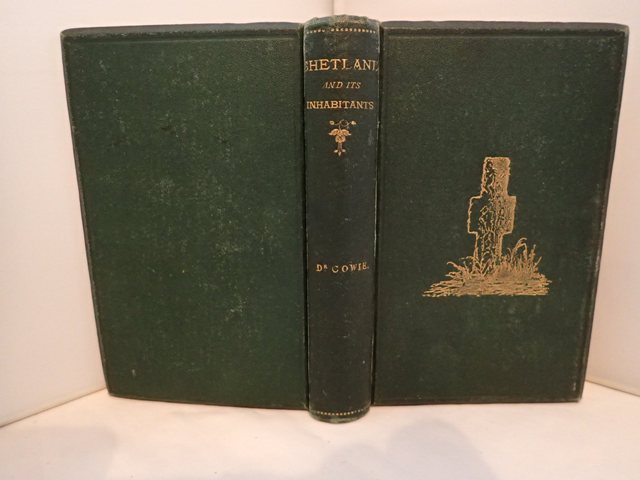 SHETLAND
AND ITS
INHABITANTS
DR COWIE.